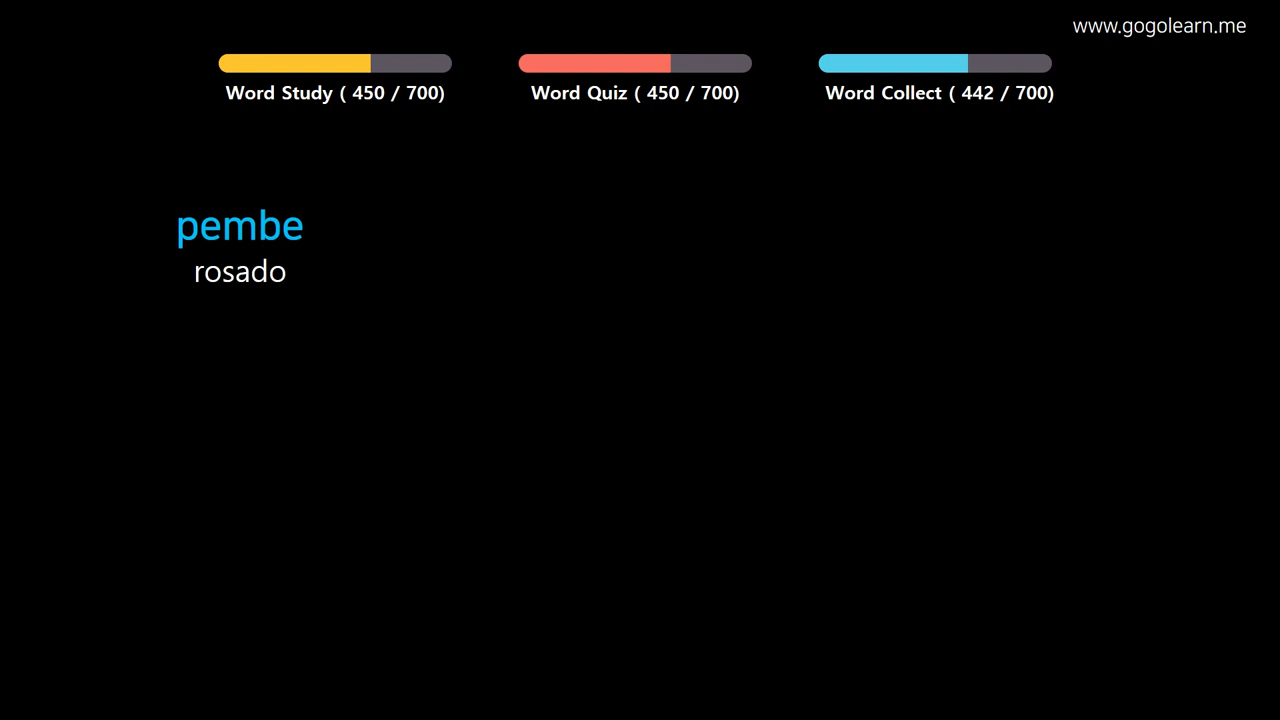 www.gogolearn.me
Word Study ( 450 / 700)
Word Quiz ( 450 / 700)
Word Collect ( 442 / 700)
pembe
rosado